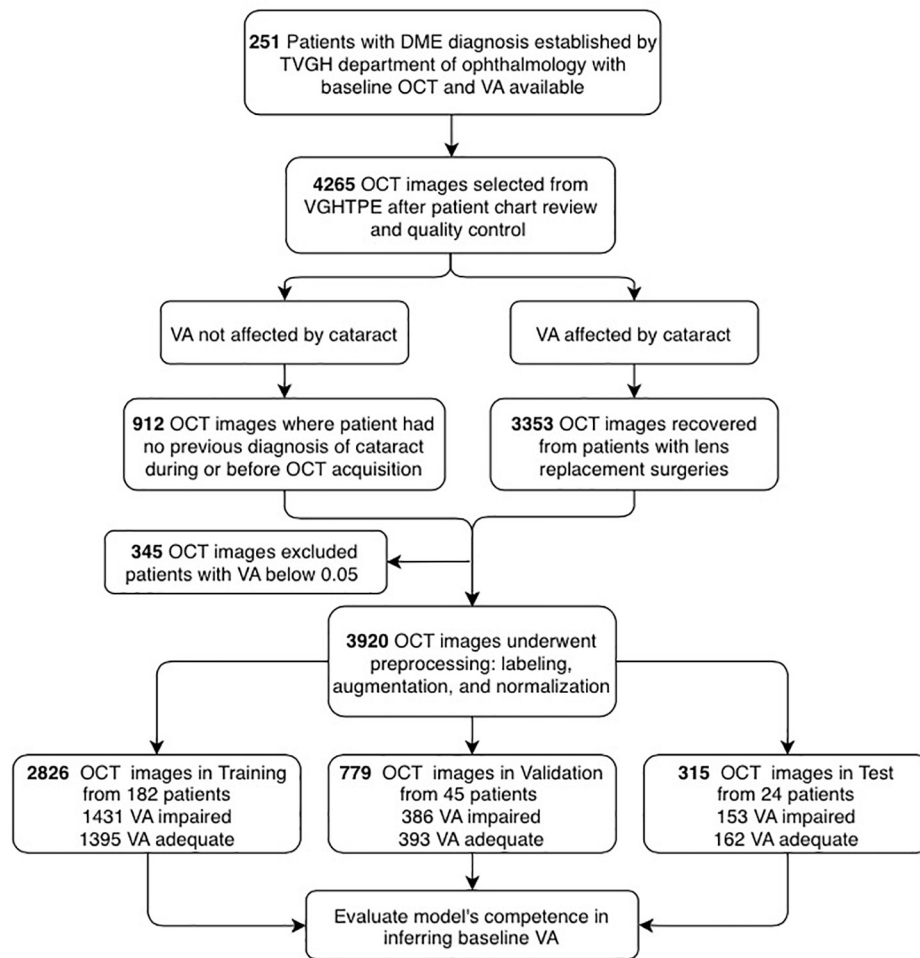 251 Patients with DME diagnosis established by
TVGH department of ophthalmology with
baseline OCT and VA available
4265 OCT images selected from
VGHTPE after patient chart review
and quality control
VA not affected by cataract
VA affected by cataract
912 OCT images where patient had
no previous diagnosis of cataract
during or before OCT acquisition
3353 OCT images recovered
from patients with lens
replacement surgeries
345 OCT images excluded
patients with VA below 0.05
3920 OCT images underwent
preprocessing: labeling,
augmentation, and normalization
2826 OCT images in Training
from 182 patients
1431 VA impaired
1395 VA adequate
779 OCT images in Validation
from 45 patients
386 VA impaired
393 VA adequate
315 OCT images in Test
from 24 patients
153 VA impaired
162 VA adequate
Evaluate model's competence in
inferring baseline VA